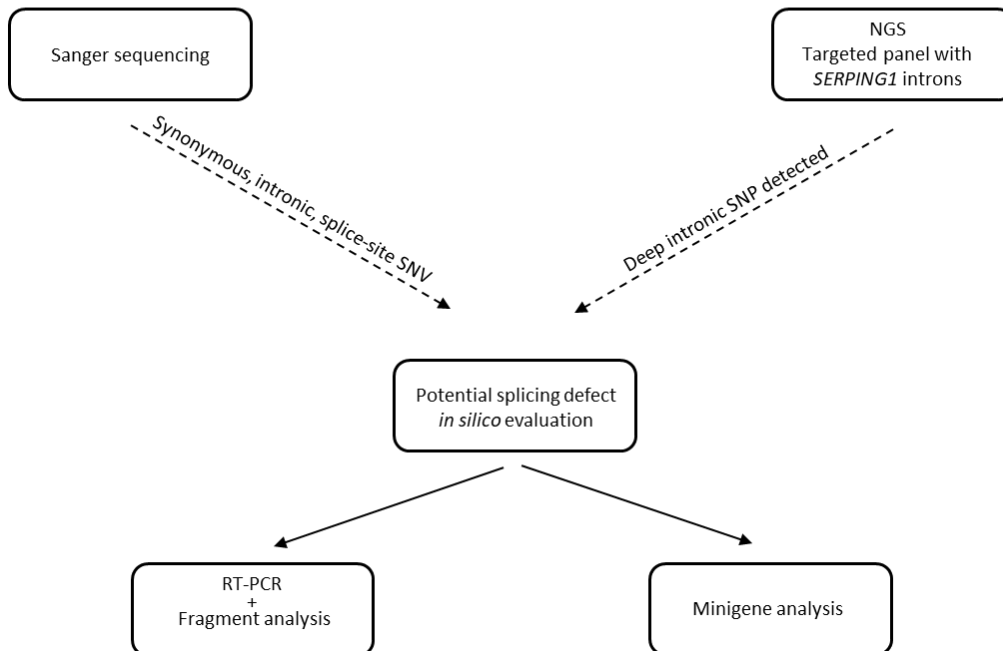 Sanger sequencing
NGS
Targeted panel with
SERPING1 introns
Synonymous, intronic, splice-site SNV
Deep intronic SNP detected
Potential splicing defect
in silico evaluation
RT-PCR
+
Fragment analysis
Minigene analysis